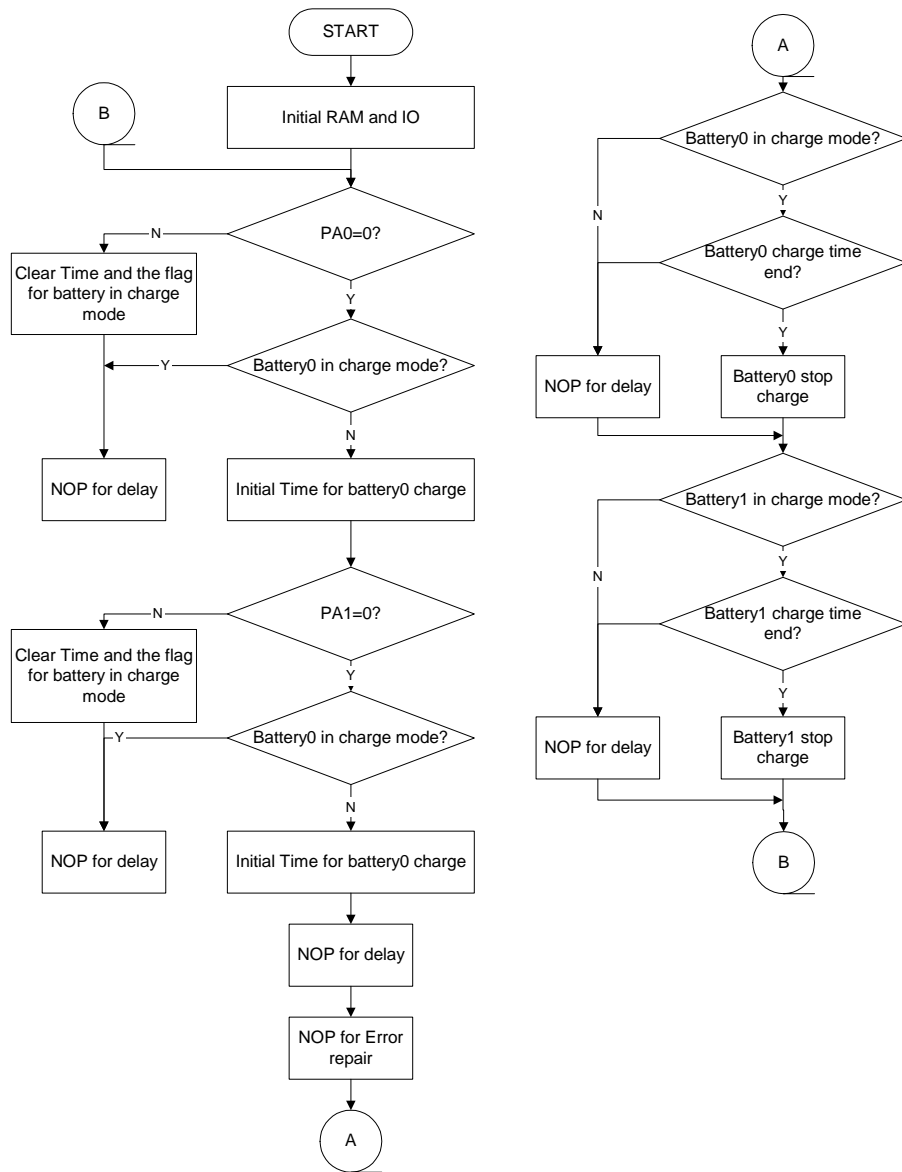 START
Initial RAM and IO
B
PA0=0?
N
Clear Time and the flag
for battery in charge
mode
Y
Battery0 in charge mode?
Y
N
NOP for delay
Initial Time for battery0 charge
PA1=0?
N
Clear Time and the flag
for battery in charge
mode
Y
Battery0 in charge mode?
Y
N
NOP for delay
Initial Time for battery0 charge
NOP for delay
NOP for Error
repair
A
A
Battery0 in charge mode?
N
Y
Battery0 charge time
end?
Y
NOP for delay
Battery0 stop
charge
Battery1 in charge mode?
N
Y
Battery1 charge time
end?
Y
NOP for delay
Battery1 stop
charge
B